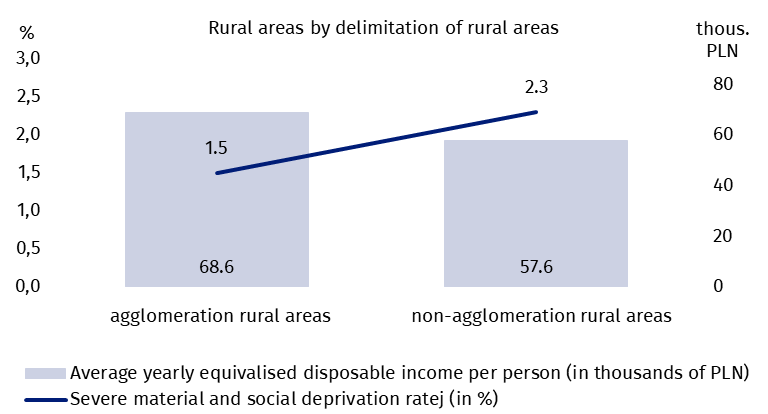 Rural areas by delimitation of rural areas
%
thous.
PLN
3,0
2,5
2,0
1,5
1,0
0,5
0,0
80
60
40
20
0
1.5
2.3
68.6
57.6
agglomeration rural areas
non-agglomeration rural areas
Average yearly equivalised disposable income per person (in thousands of PLN)
Severe material and social deprivation ratej (in %)